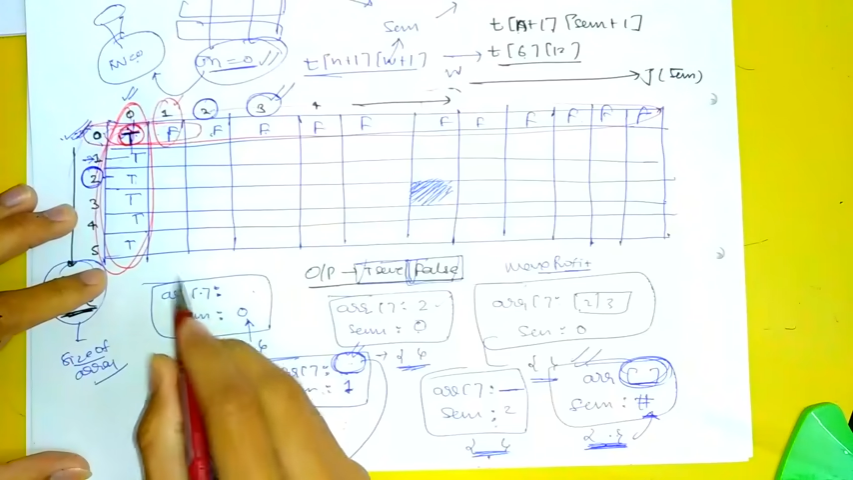 Sum
t[n+1][sum+1]
t[n+1][w+1] → t[6][12]
n=0
w
J(sum)
0 1 2 3 4
0 T F F F F F F F F F F F
1 T
2 T
3 T
4 T
5 T
O/P → True False
max profit
arr[]:
sum: 0
arr[]: 2
sum: 0
arr[]: 2 3
sum: 0
size of
array
arr[]:
sum: 1
arr[]:
sum: 2
arr []
sum: